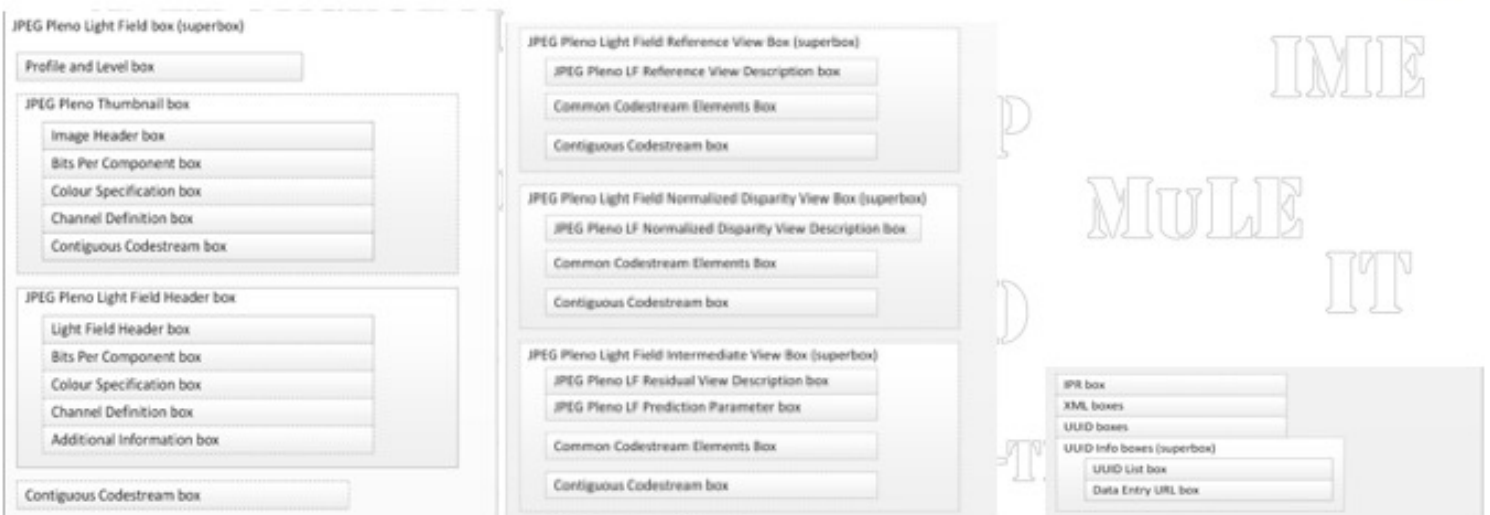 JPEG Pleno Light Field box (superbox)
Profile and Level box
JPEG Pleno Thumbnail box
Image Header box
Bits Per Component box
Colour Specification box
Channel Definition box
Contiguous Codestream box
JPEG Pleno Light Field Header box
Light Field Header box
Bits Per Component box
Colour Specification box
Channel Definition box
Additional Information box
Contiguous Codestream box
JPEG Pleno Light Field Reference View Box (superbox)
JPEG Pleno LF Reference View Description box
Common Codestream Elements Box
Contiguous Codestream box
JPEG Pleno Light Field Normalized Disparity View Box (superbox)
JPEG Pleno LF Normalized Disparity View Description box
Common Codestream Elements Box
Contiguous Codestream box
JPEG Pleno Light Field Intermediate View Box (superbox)
JPEG Pleno LF Residual View Description box
JPEG Pleno LF Prediction Parameter box
Common Codestream Elements Box
Contiguous Codestream box
IME
MuLE
IT
IPR box
XML boxes
UUID boxes
UUID Info boxes (superbox)
UUID List box
Data Entry URL box